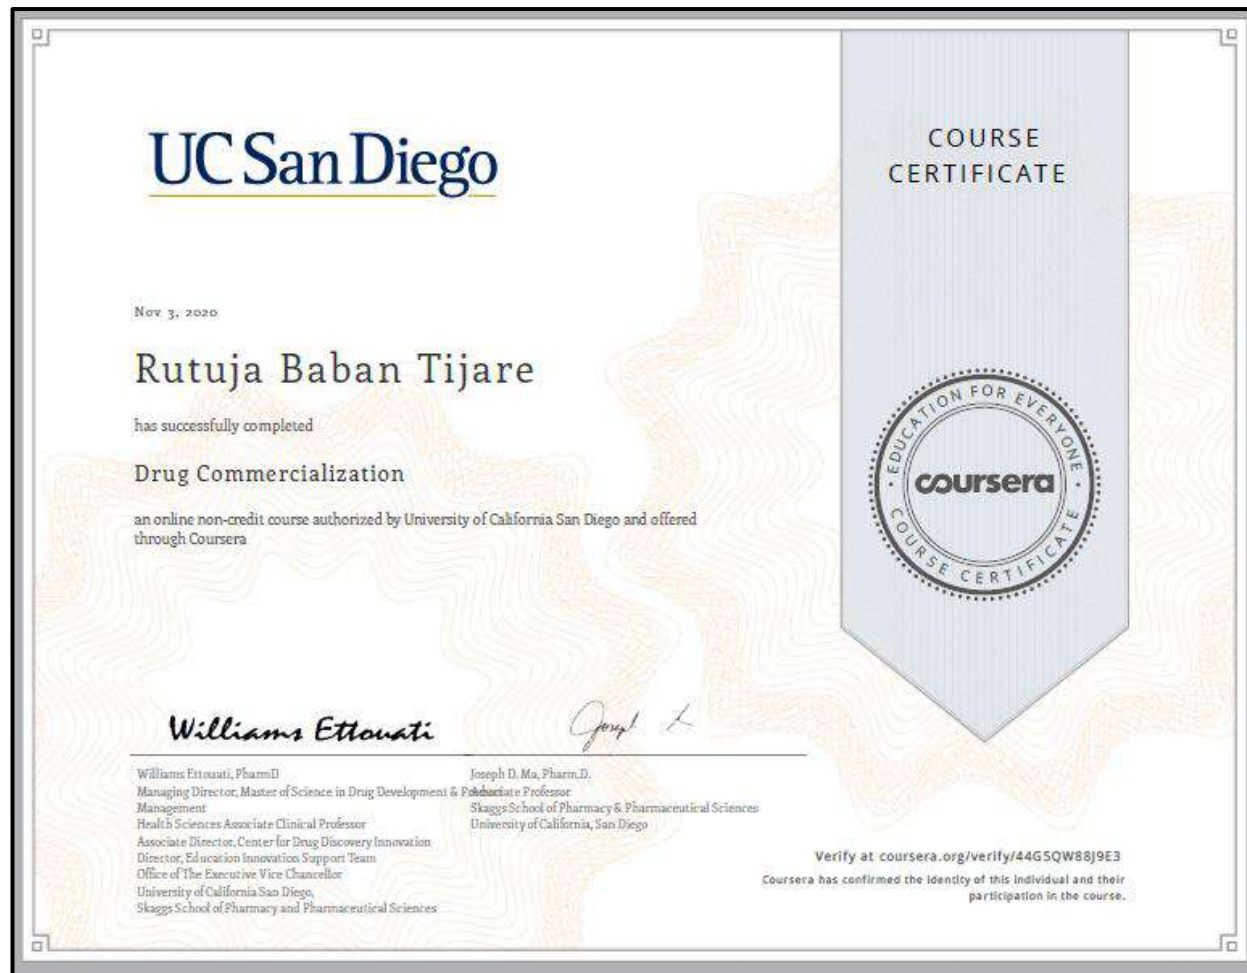 UC San Diego
COURSE
CERTIFICATE
Nov 3, 2020
Rutuja Baban Tijare
has successfully completed
Drug Commercialization
an online non-credit course authorized by University of California San Diego and offered
through Coursera
EDUCATION FOR EVERYONE
coursera
COURSE CERTIFICATE
Williams Ettouati
Joseph
Williams Ettouati, PharmD
Managing Director, Master of Science in Drug Development &
Management
Health Sciences Associate Clinical Professor
Associate Director, Center for Drug Discovery Innovation
Director, Education Innovation Support Team
Office of The Executive Vice Chancellor
University of California San Diego,
Skaggs School of Pharmacy and Pharmaceutical Sciences
Joseph D. Ma, Pharm.D.
Associate Professor
Skaggs School of Pharmacy & Pharmaceutical Sciences
University of California, San Diego
Verify at coursera.org/verify/44G5QW88J9E3
Coursera has confirmed the identity of this individual and their
participation in the course.